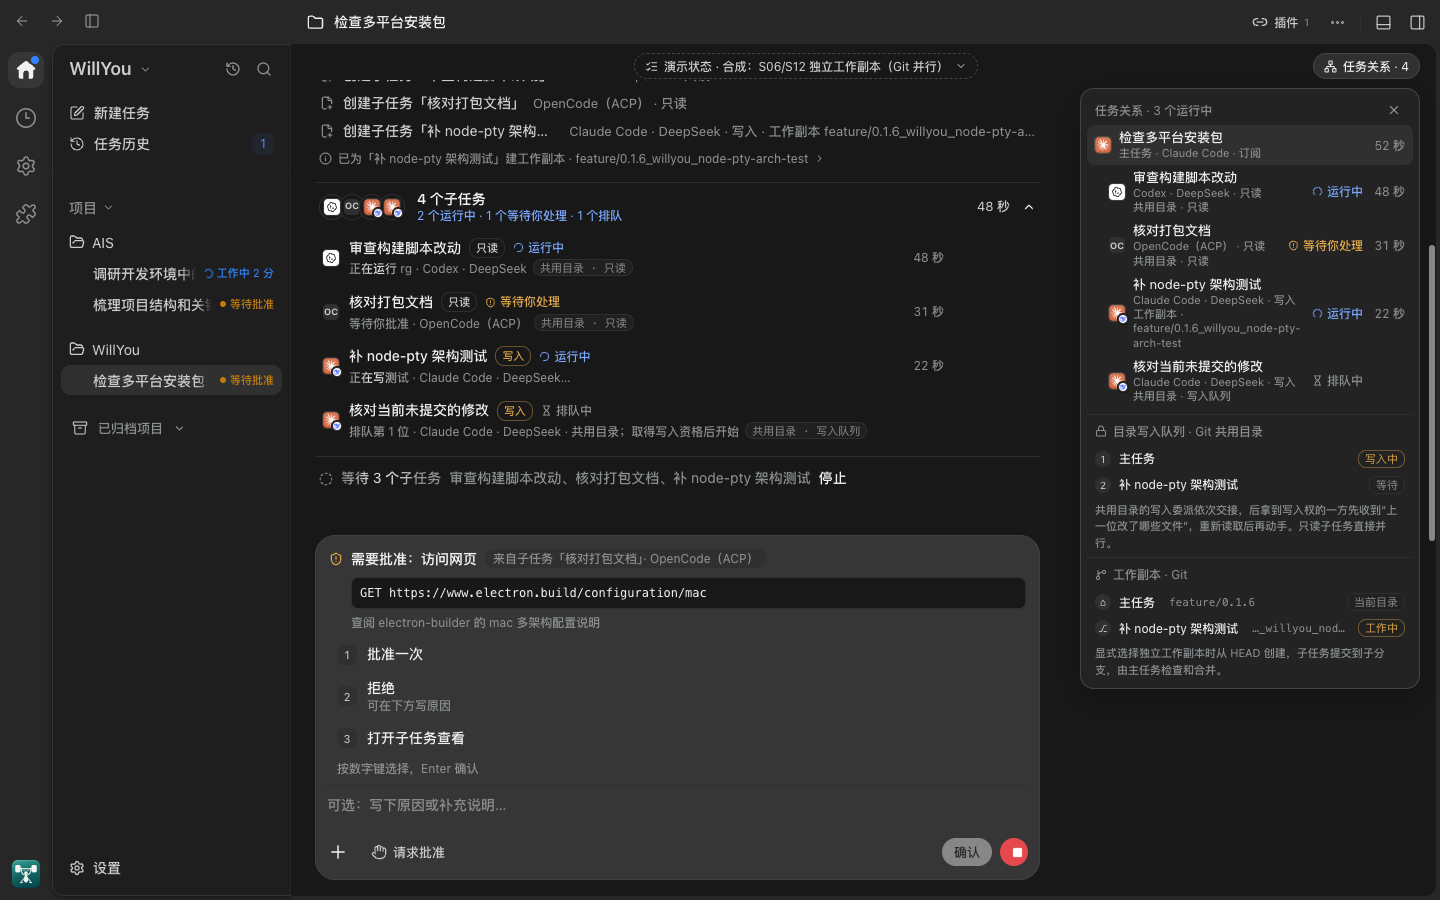 检查多平台安装包
插件 1
WillYou
新建任务
任务历史 1
项目
AIS
调研开发环境中 工作中 2 分
梳理项目结构和关 等待批准
WillYou
检查多平台安装包 等待批准
已归档项目
设置
演示状态 · 合成：S06/S12 独立工作副本（Git 并行）
创建子任务「核对打包文档」 OpenCode（ACP） · 只读
创建子任务「补 node-pty 架构... Claude Code · DeepSeek · 写入 · 工作副本 feature/0.1.6_willyou_node-pty-a...
已为「补 node-pty 架构测试」建工作副本 · feature/0.1.6_willyou_node-pty-arch-test
OC
4 个子任务
2 个运行中 · 1 个等待你处理 · 1 个排队
48 秒
审查构建脚本改动 只读 运行中
正在运行 rg · Codex · DeepSeek 共用目录 · 只读
48 秒
OC
核对打包文档 只读 等待你处理
等待你批准 · OpenCode（ACP） 共用目录 · 只读
31 秒
补 node-pty 架构测试 写入 运行中
正在写测试 · Claude Code · DeepSeek...
22 秒
核对当前未提交的修改 写入 排队中
排队第 1 位 · Claude Code · DeepSeek · 共用目录；取得写入资格后开始 共用目录 · 写入队列
等待 3 个子任务 审查构建脚本改动、核对打包文档、补 node-pty 架构测试 停止
需要批准：访问网页 来自子任务「核对打包文档」· OpenCode（ACP）
GET https://www.electron.build/configuration/mac
查阅 electron-builder 的 mac 多架构配置说明
1 批准一次
2 拒绝
可在下方写原因
3 打开子任务查看
按数字键选择，Enter 确认
可选：写下原因或补充说明...
请求批准
确认
任务关系 · 4
任务关系 · 3 个运行中
检查多平台安装包
主任务 · Claude Code · 订阅
52 秒
审查构建脚本改动
Codex · DeepSeek · 只读
共用目录 · 只读
运行中 48 秒
OC
核对打包文档
OpenCode（ACP） · 只读
共用目录 · 只读
等待你处理 31 秒
补 node-pty 架构测试
Claude Code · DeepSeek · 写入
工作副本 ·
feature/0.1.6_willyou_node-pty-
arch-test
运行中 22 秒
核对当前未提交的修改
Claude Code · DeepSeek · 写入
共用目录 · 写入队列
排队中
目录写入队列 · Git 共用目录
1 主任务 写入中
2 补 node-pty 架构测试 等待
共用目录的写入委派依次交接，后拿到写入权的一方先收到“上
一位改了哪些文件”，重新读取后再动手。只读子任务直接并
行。
工作副本 · Git
主任务 feature/0.1.6 当前目录
补 node-pty 架构测试 …_willyou_nod… 工作中
显式选择独立工作副本时从 HEAD 创建，子任务提交到子分
支，由主任务检查和合并。